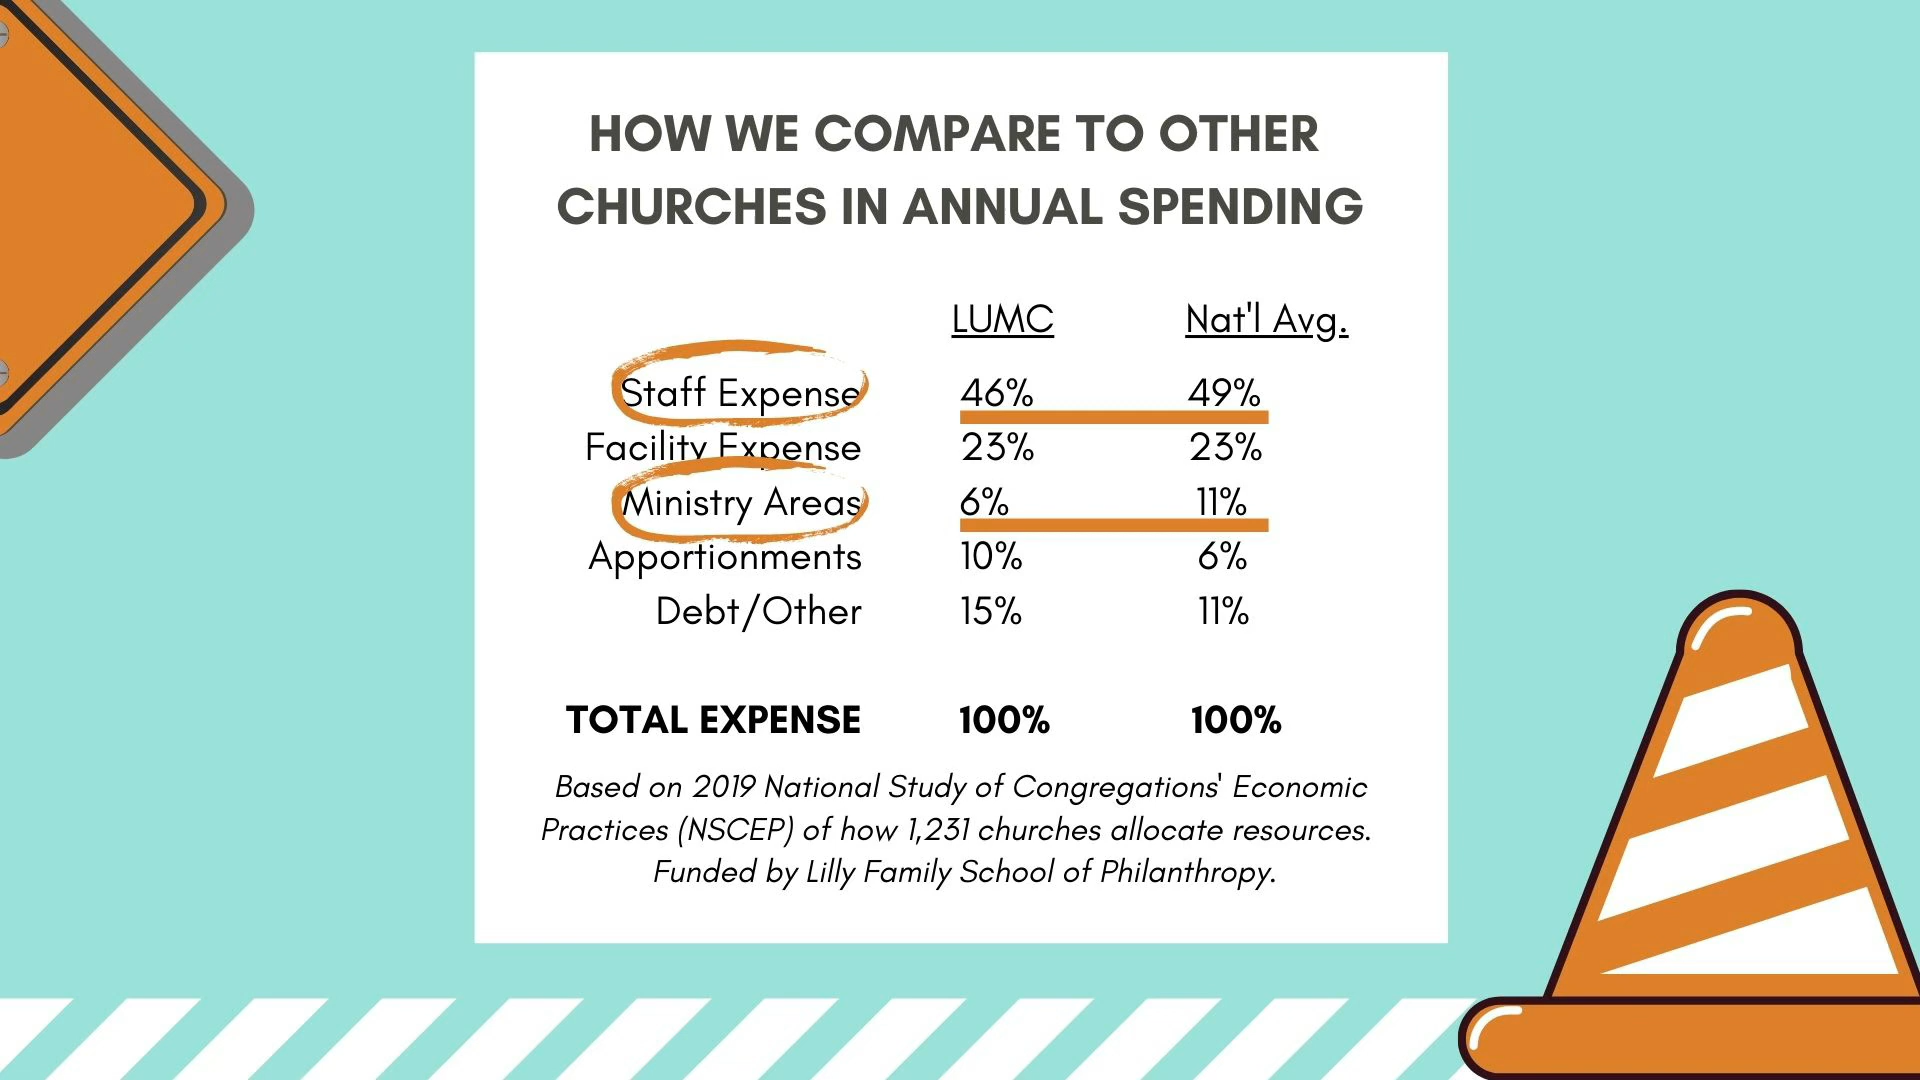 HOW WE COMPARE TO OTHER
CHURCHES IN ANNUAL SPENDING
LUMC Nat'l Avg.
Staff Expense 46% 49%
Facility Expense 23% 23%
Ministry Areas 6% 11%
Apportionments 10% 6%
Debt/Other 15% 11%
TOTAL EXPENSE 100% 100%
Based on 2019 National Study of Congregations' Economic
Practices (NSCEP) of how 1,231 churches allocate resources.
Funded by Lilly Family School of Philanthropy.